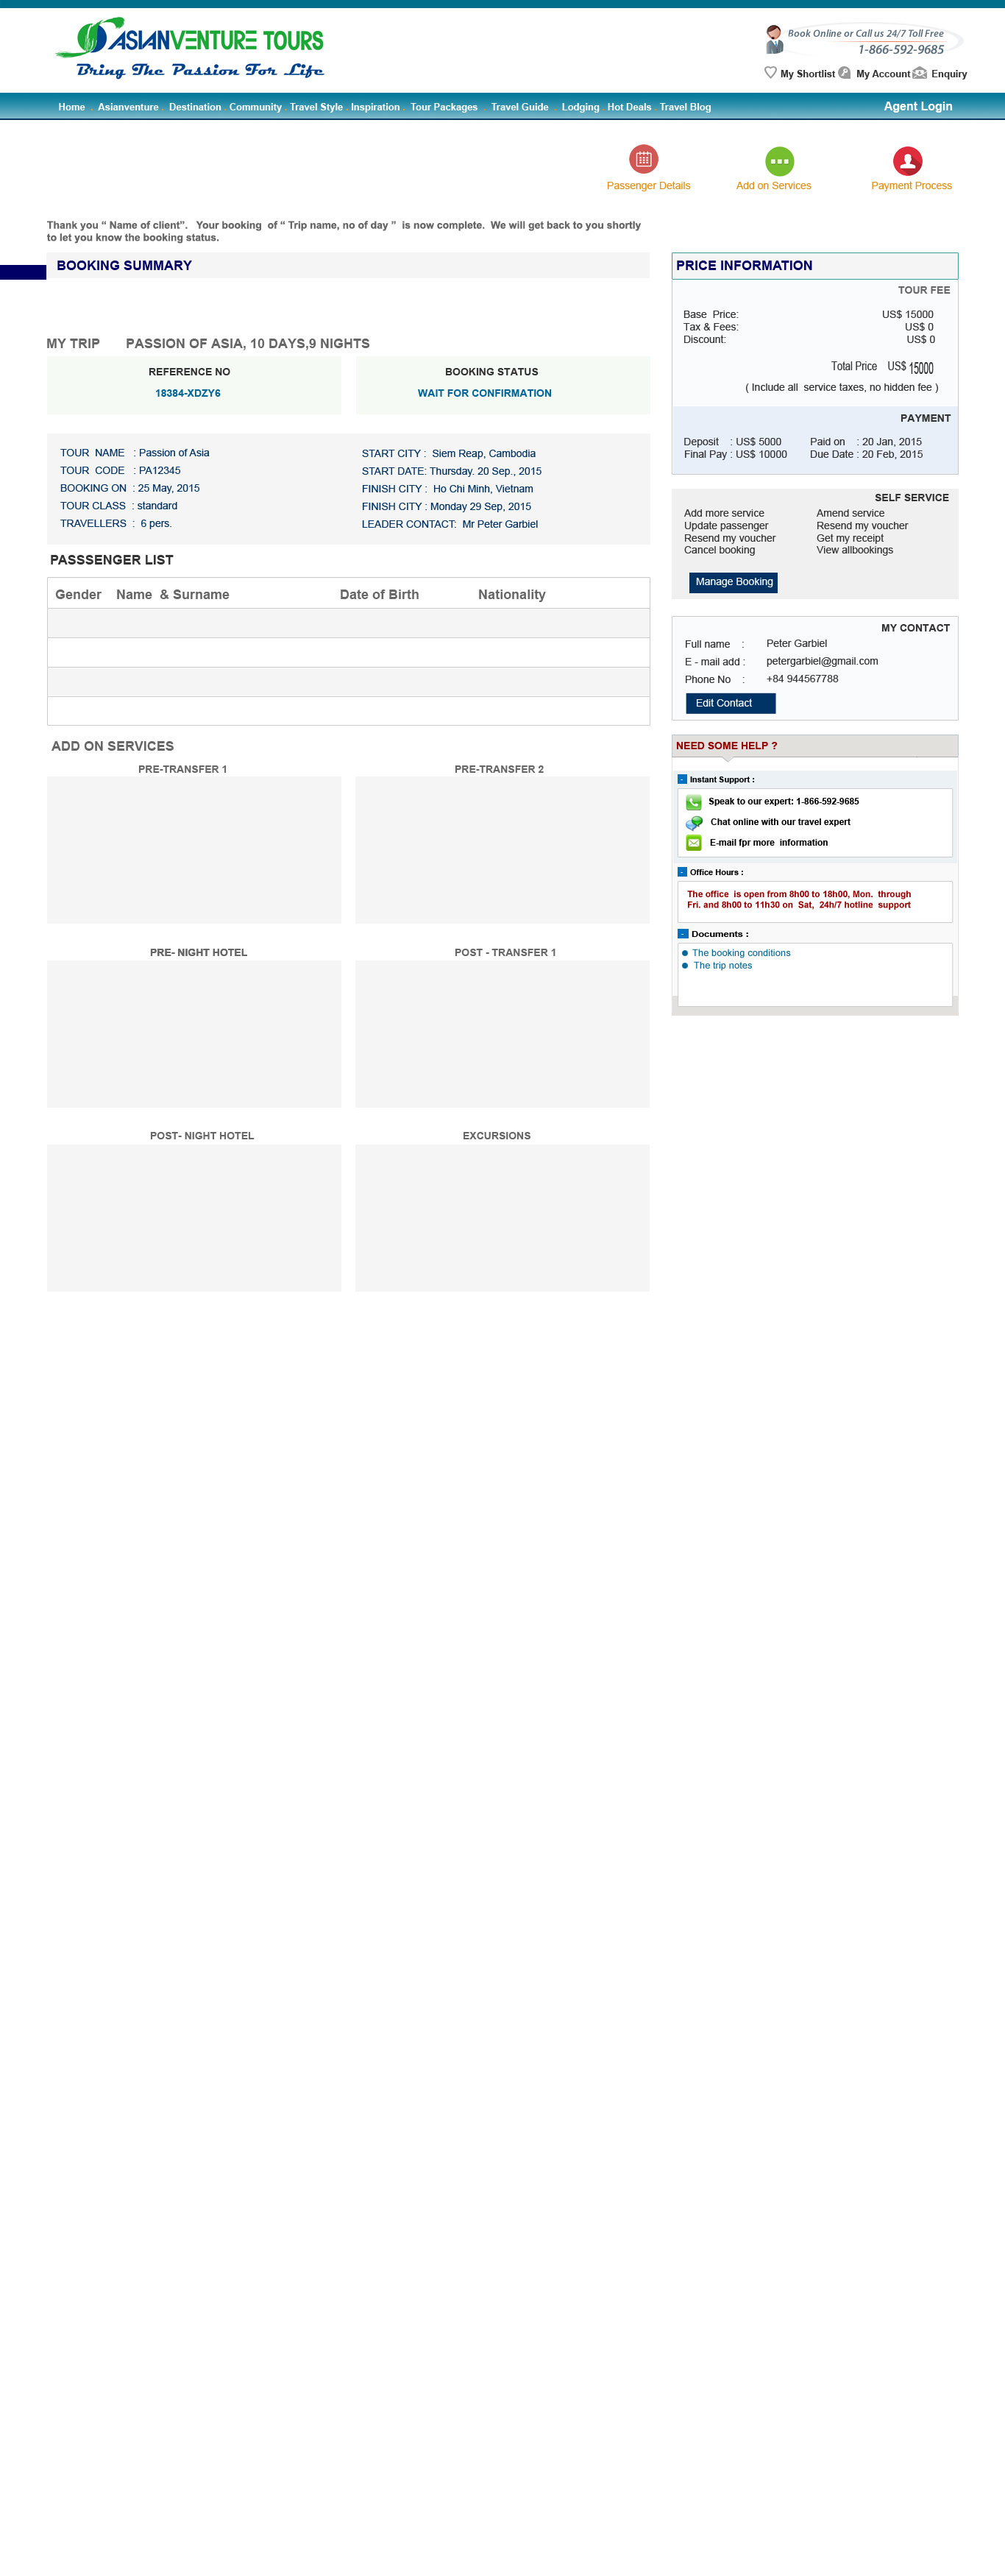 ASIANVENTURE TOURS
Bring The Passion For Life
Book Online or Call us 24/7 Toll Free
1-866-592-9685
My Shortlist My Account Enquiry
Home Asianventure Destination Community Travel Style Inspiration Tour Packages Travel Guide Lodging Hot Deals Travel Blog Agent Login
Passenger Details Add on Services Payment Process
Thank you “ Name of client”. Your booking of “ Trip name, no of day ” is now complete. We will get back to you shortly
to let you know the booking status.
BOOKING SUMMARY
MY TRIP PASSION OF ASIA, 10 DAYS,9 NIGHTS
REFERENCE NO
18384-XDZY6
BOOKING STATUS
WAIT FOR CONFIRMATION
TOUR NAME : Passion of Asia
TOUR CODE : PA12345
BOOKING ON : 25 May, 2015
TOUR CLASS : standard
TRAVELLERS : 6 pers.
START CITY : Siem Reap, Cambodia
START DATE: Thursday. 20 Sep., 2015
FINISH CITY : Ho Chi Minh, Vietnam
FINISH CITY : Monday 29 Sep, 2015
LEADER CONTACT: Mr Peter Garbiel
PASSSENGER LIST
Gender Name & Surname Date of Birth Nationality
ADD ON SERVICES
PRE-TRANSFER 1 PRE-TRANSFER 2
PRE- NIGHT HOTEL POST - TRANSFER 1
POST- NIGHT HOTEL EXCURSIONS
PRICE INFORMATION
TOUR FEE
Base Price: US$ 15000
Tax & Fees: US$ 0
Discount: US$ 0
Total Price US$ 15000
( Include all service taxes, no hidden fee )
PAYMENT
Deposit : US$ 5000 Paid on : 20 Jan, 2015
Final Pay : US$ 10000 Due Date : 20 Feb, 2015
SELF SERVICE
Add more service Amend service
Update passenger Resend my voucher
Resend my voucher Get my receipt
Cancel booking View allbookings
Manage Booking
MY CONTACT
Full name : Peter Garbiel
E - mail add : petergarbiel@gmail.com
Phone No : +84 944567788
Edit Contact
NEED SOME HELP ?
- Instant Support :
Speak to our expert: 1-866-592-9685
Chat online with our travel expert
E-mail fpr more information
- Office Hours :
The office is open from 8h00 to 18h00, Mon. through
Fri. and 8h00 to 11h30 on Sat, 24h/7 hotline support
- Documents :
The booking conditions
The trip notes